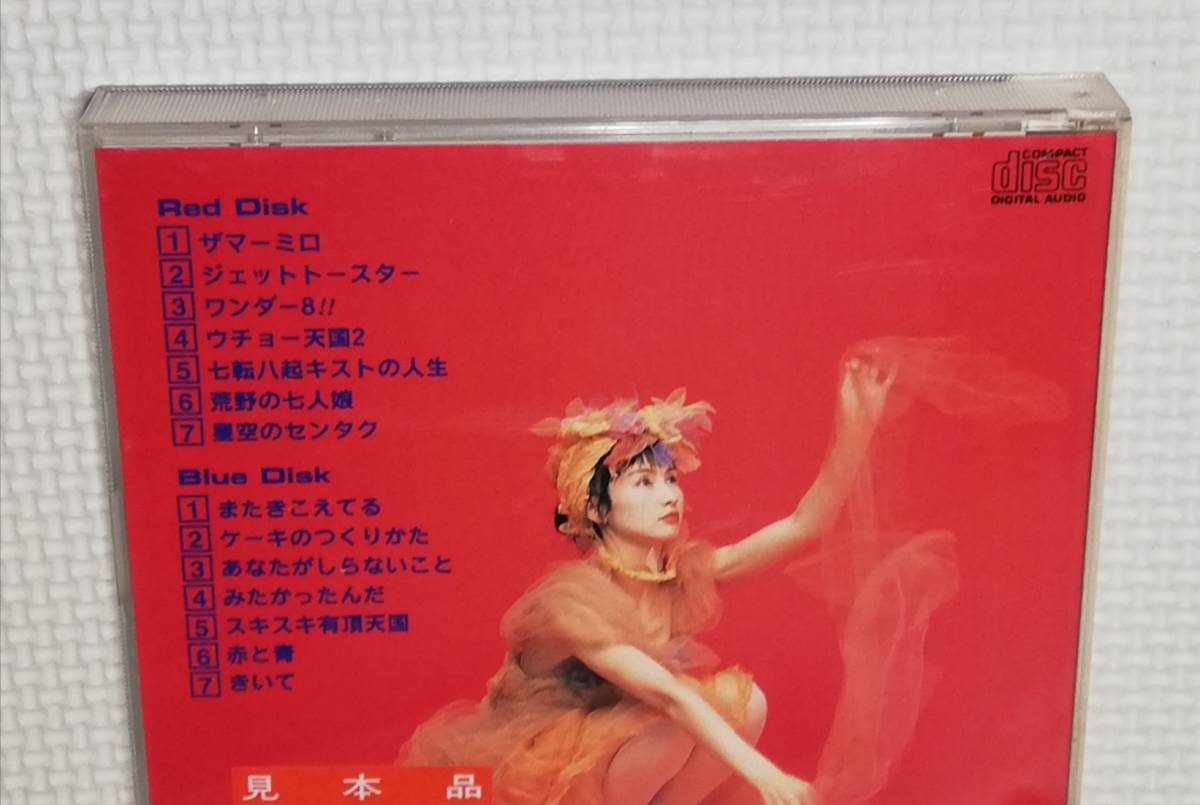 COMPACT
disc
DIGITAL AUDIO
Red Disk
1 ザマーミロ
2 ジェットトースター
3 ワンダー8!!
4 ウチョー天国2
5 七転八起キストの人生
6 荒野の七人娘
7 星空のセンタク
Blue Disk
1 またきこえてる
2 ケーキのつくりかた
3 あなたがしらないこと
4 みたかったんだ
5 スキスキ有頂天国
6 赤と青
7 きいて
見本品